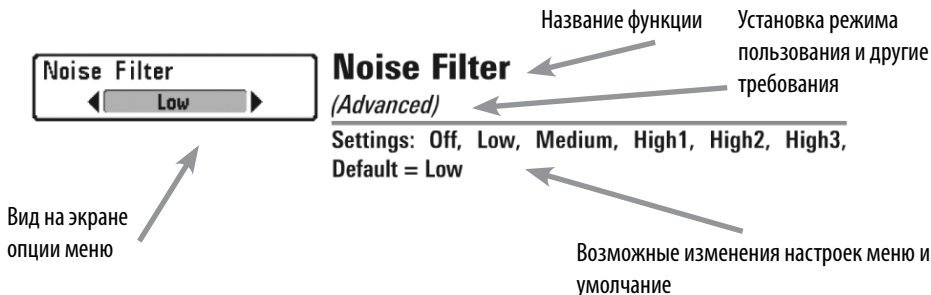 Название функции
Установка режима
пользования и другие
требования
Noise Filter
Low
Noise Filter
(Advanced)
Settings: Off, Low, Medium, High1, High2, High3,
Default = Low
Вид на экране
опции меню
Возможные изменения настроек меню и
умолчание